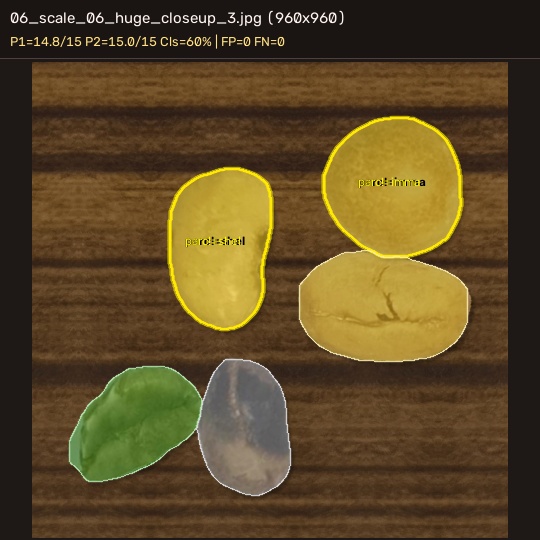 06_scale_06_huge_closeup_3.jpg (960x960)
P1=14.8/15 P2=15.0/15 Cls=60% | FP=0 FN=0